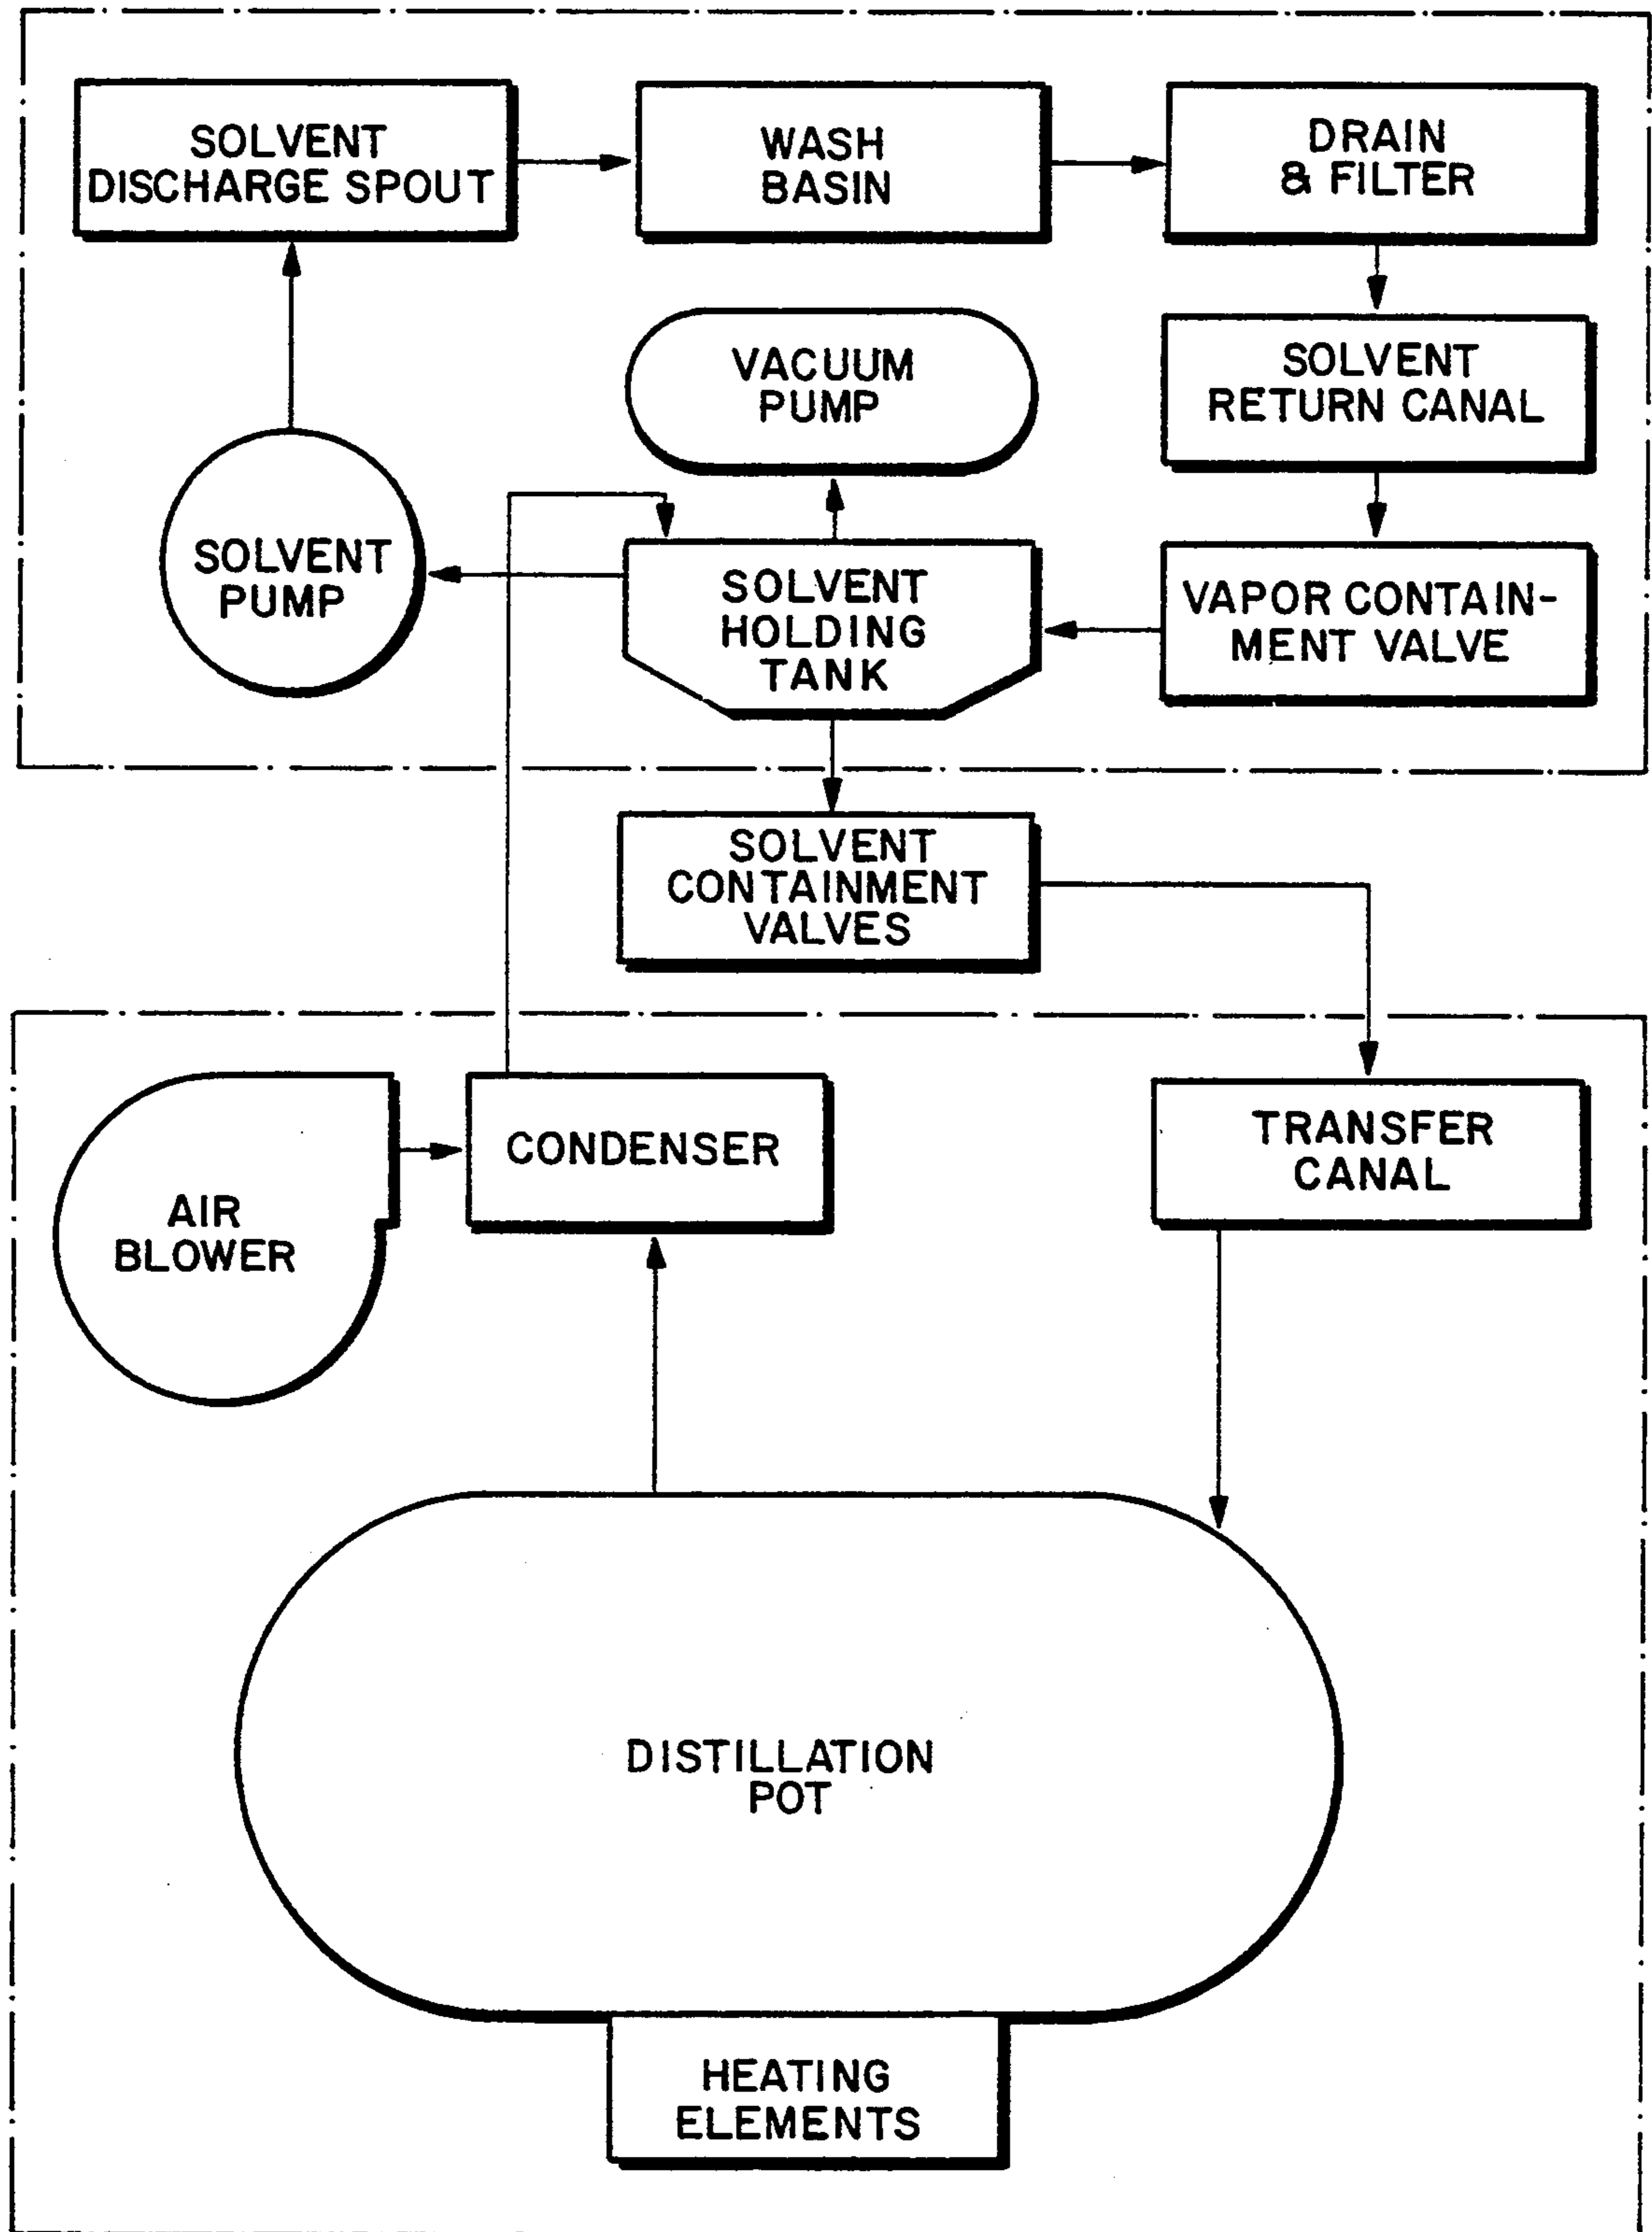 SOLVENT
DISCHARGE SPOUT
WASH
BASIN
DRAIN
& FILTER
VACUUM
PUMP
SOLVENT
RETURN CANAL
SOLVENT
PUMP
SOLVENT
HOLDING
TANK
VAPOR CONTAIN-
MENT VALVE
SOLVENT
CONTAINMENT
VALVES
AIR
BLOWER
CONDENSER
TRANSFER
CANAL
DISTILLATION
POT
HEATING
ELEMENTS